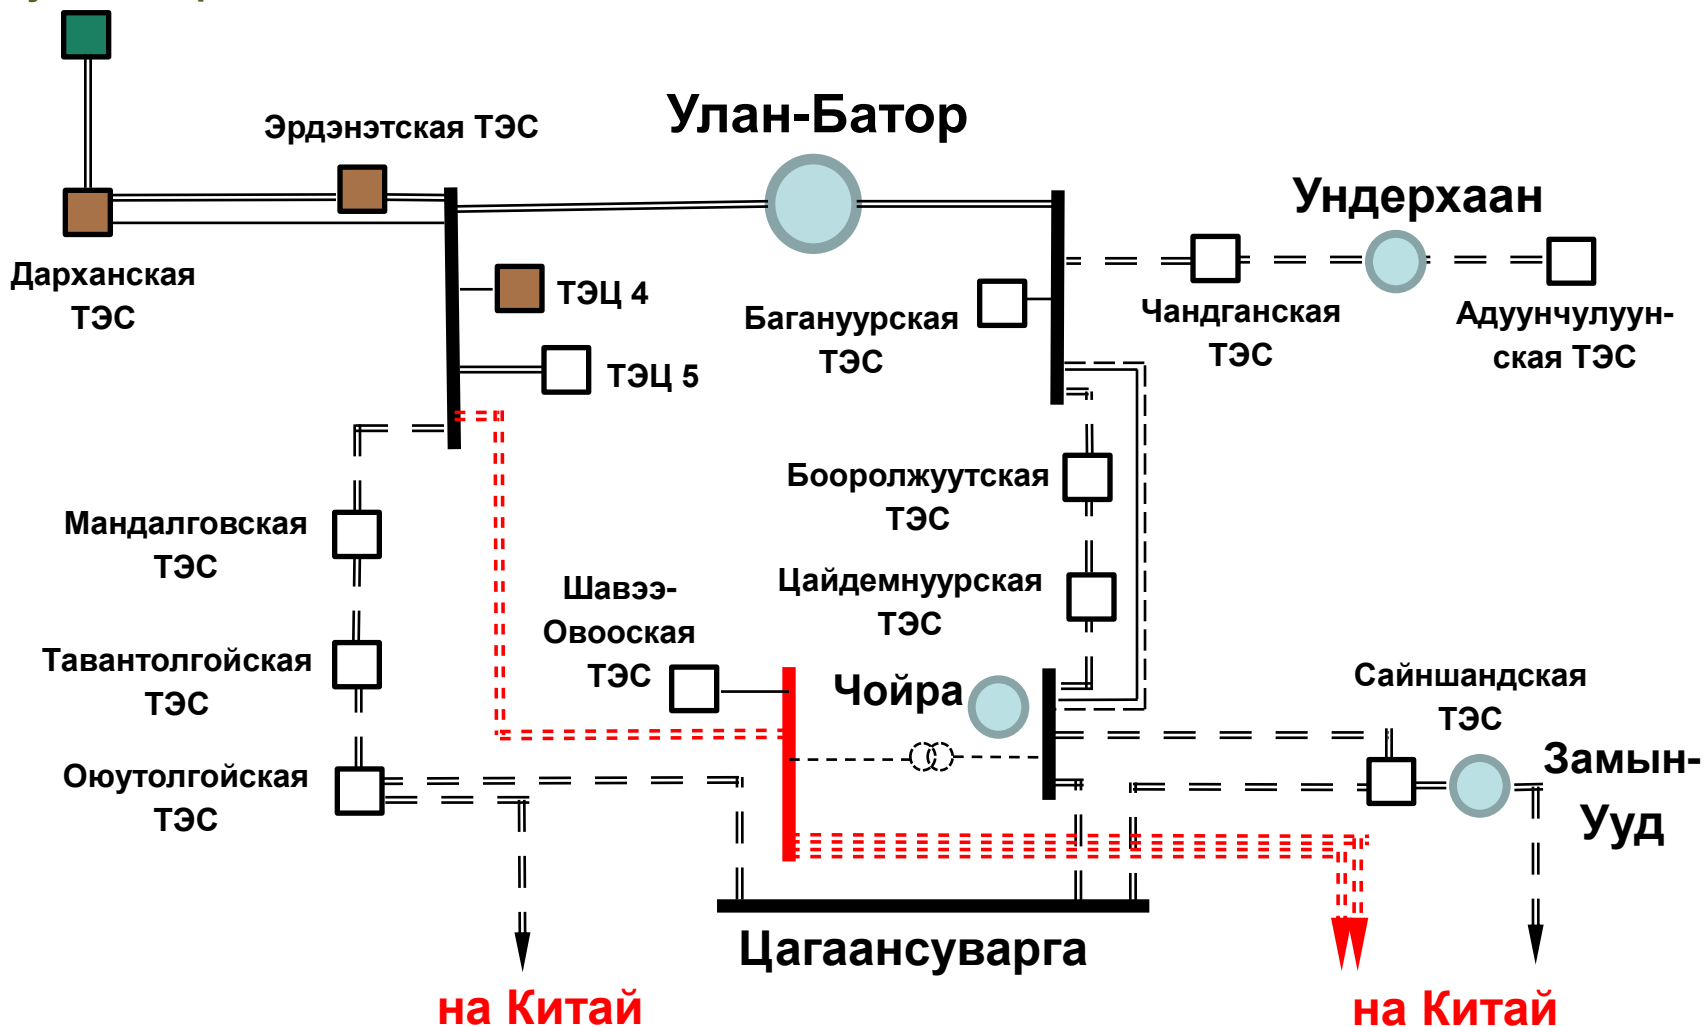 Улан-Батор
Эрдэнэтская ТЭС
Ундерхаан
Дарханская
ТЭС
ТЭЦ 4
Багануурская
ТЭС
Чандганская
ТЭС
Адуунчулуун-
ская ТЭС
ТЭЦ 5
Бооролжуутская
ТЭС
Мандалговская
ТЭС
Цайдемнуурская
ТЭС
Шавээ-
Овооская
ТЭС
Тавантолгойская
ТЭС
Чойра
Сайншандская
ТЭС
Оюутолгойская
ТЭС
Замын-
Ууд
Цагаансуварга
на Китай
на Китай